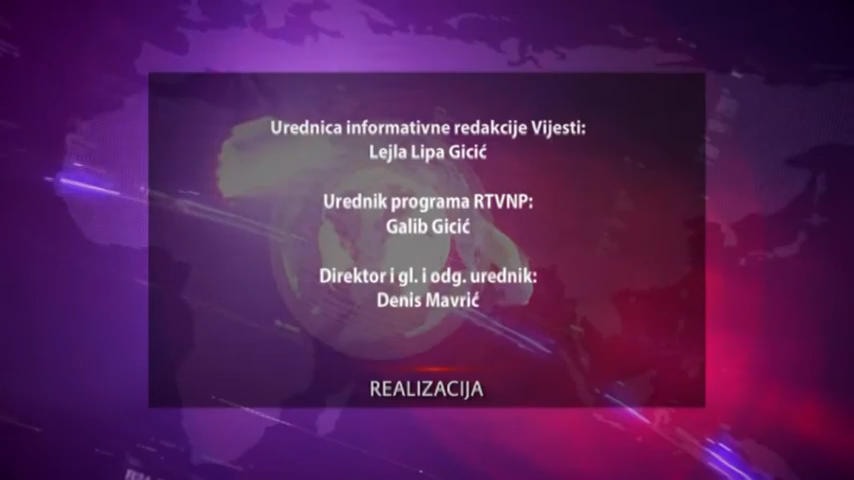 Urednica informativne redakcije Vijesti:
Lejla Lipa Gicić
Urednik programa RTVNP:
Galib Gicić
Direktor i gl. i odg. urednik:
Denis Mavrić
REALIZACIJA